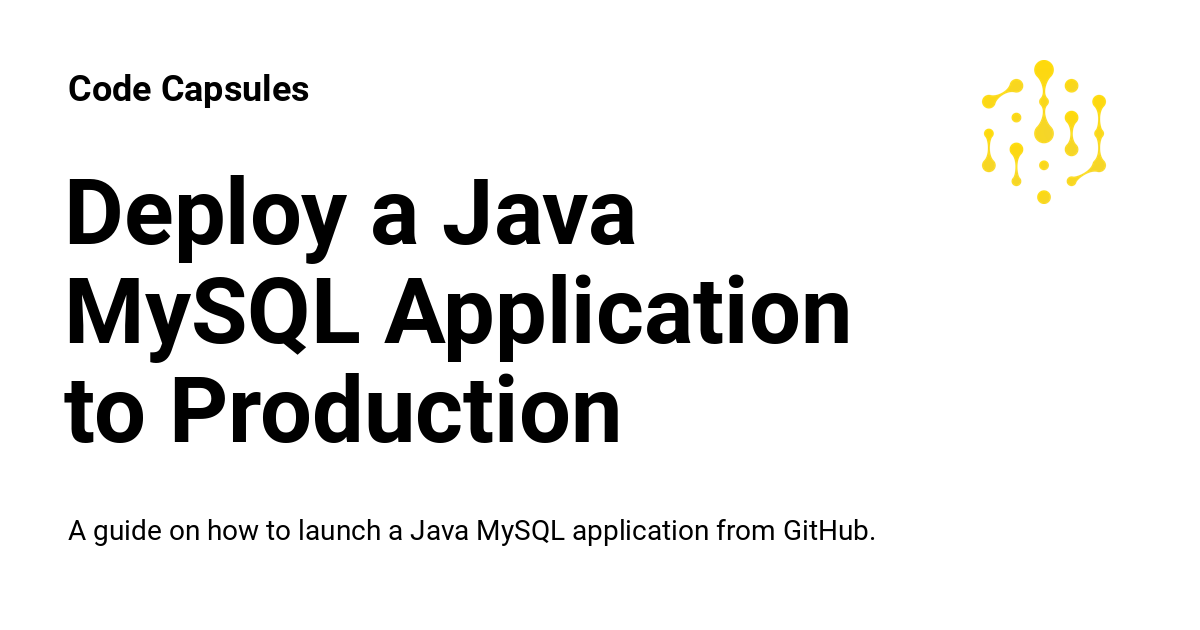 Code Capsules
Deploy a Java
MySQL Application
to Production
A guide on how to launch a Java MySQL application from GitHub.